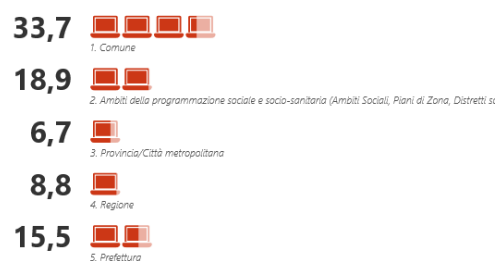 33,7
1. Comune
18,9
2. Ambiti della programmazione sociale e socio-sanitaria (Ambiti Sociali, Piani di Zona, Distretti
6,7
3. Provincia/Città metropolitana
8,8
4. Regione
15,5
5. Prefettura